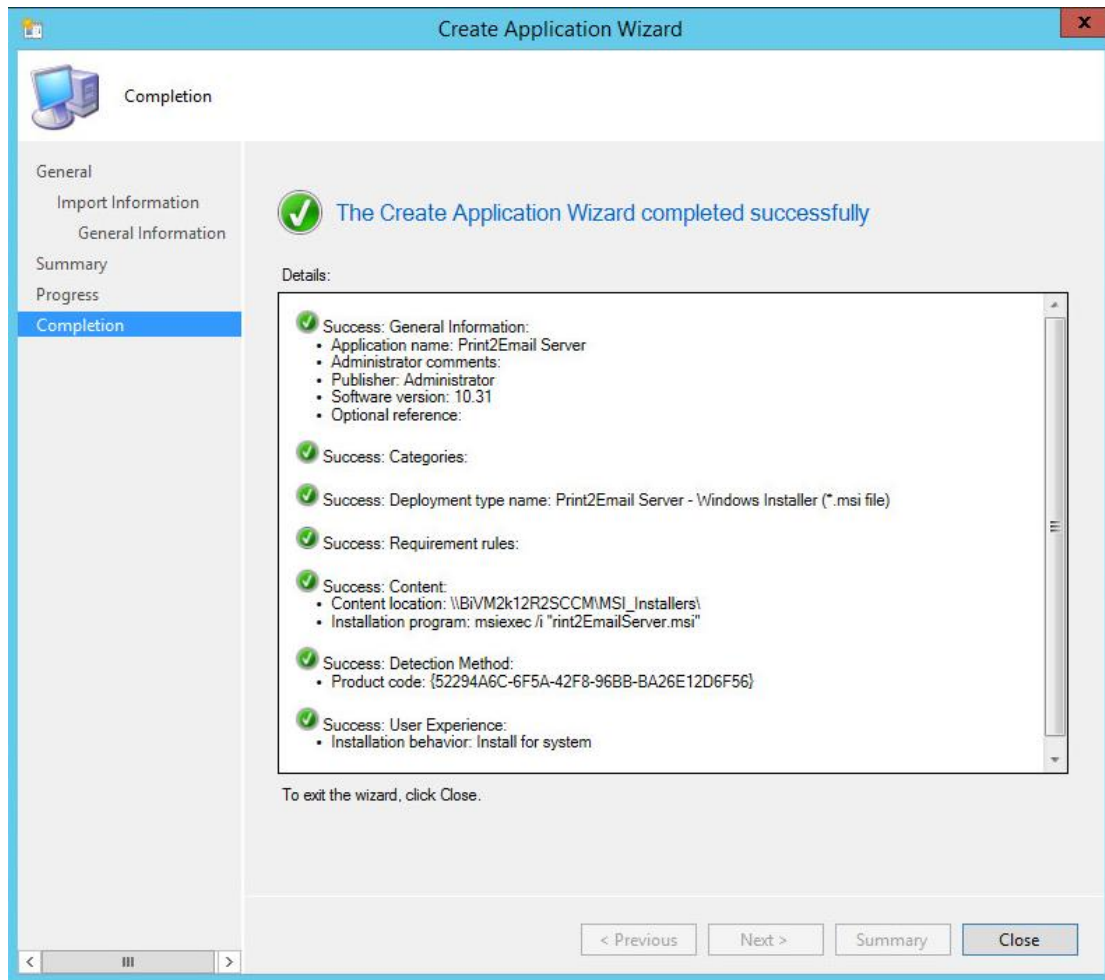 Create Application Wizard
x
Completion
General
Import Information
General Information
Summary
Progress
Completion
The Create Application Wizard completed successfully
Details:
Success: General Information:
• Application name: Print2Email Server
• Administrator comments:
• Publisher: Administrator
• Software version: 10.31
• Optional reference:
Success: Categories:
Success: Deployment type name: Print2Email Server - Windows Installer (*.msi file)
Success: Requirement rules:
Success: Content:
• Content location: \\BiVM2k12R2SCCM\MSI_Installers\
• Installation program: msiexec /i "rint2EmailServer.msi"
Success: Detection Method:
• Product code: {52294A6C-6F5A-42F8-96BB-BA26E12D6F56}
Success: User Experience:
• Installation behavior: Install for system
To exit the wizard, click Close.
< Previous
Next >
Summary
Close